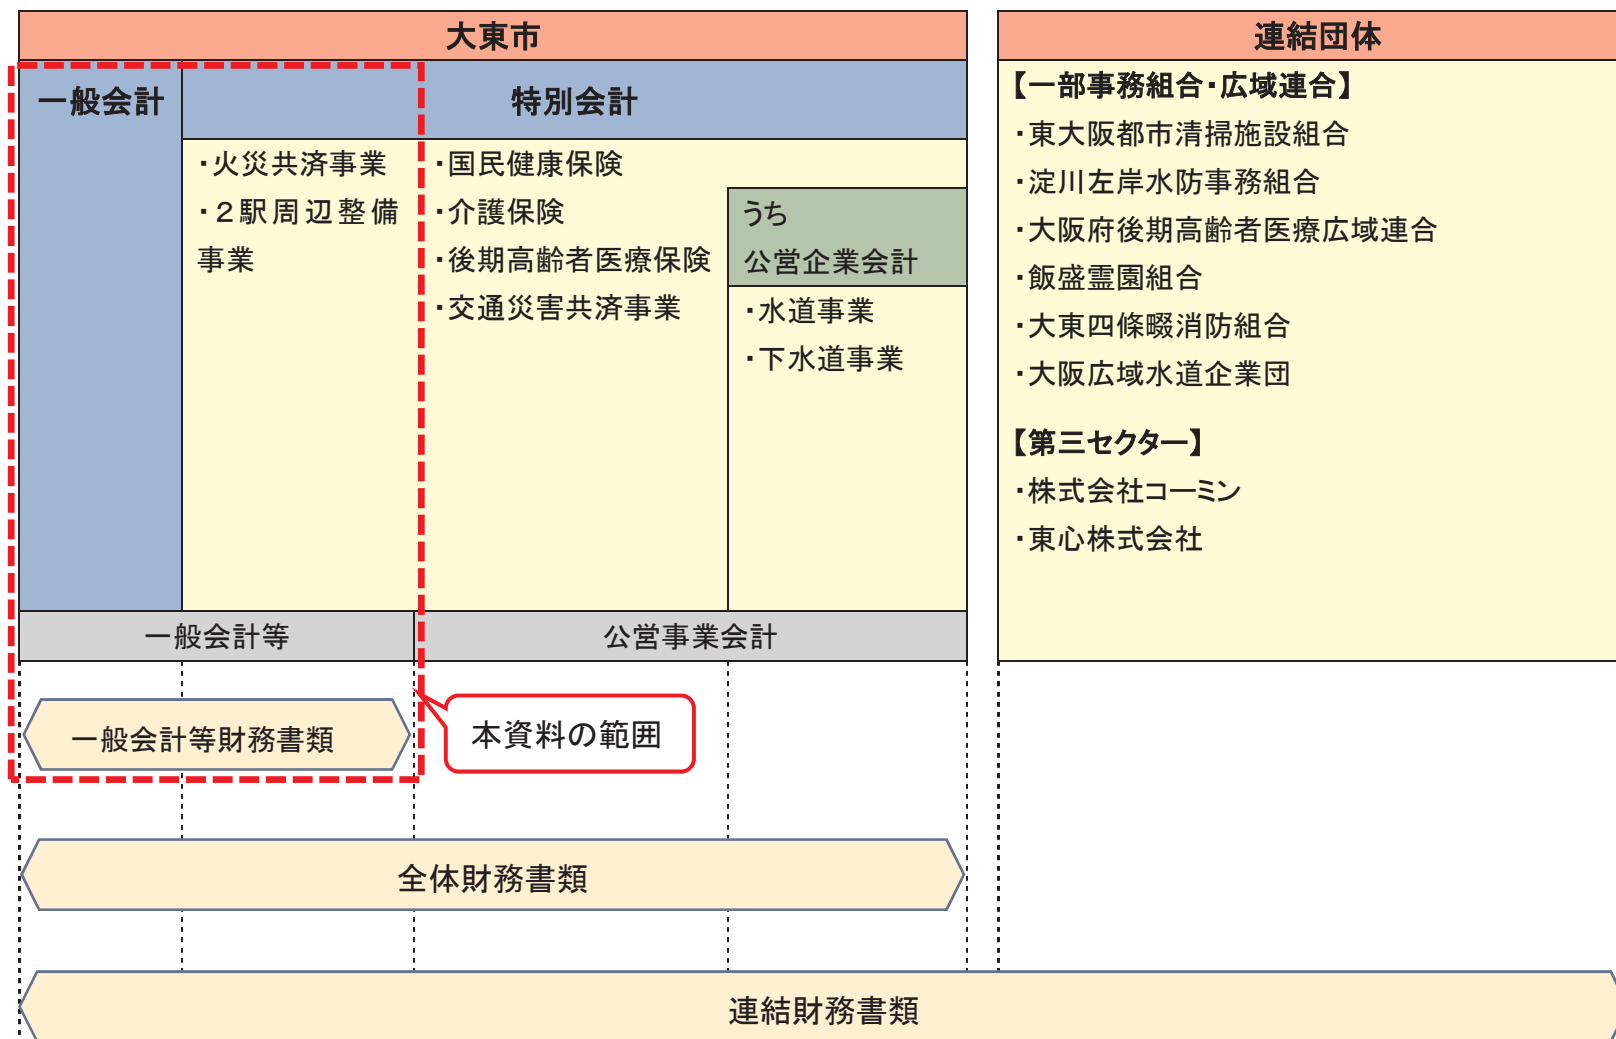 大東市
一般会計
特別会計
・火災共済事業
・２駅周辺整備
事業
・国民健康保険
・介護保険
・後期高齢者医療保険
・交通災害共済事業
うち
公営企業会計
・水道事業
・下水道事業
一般会計等
公営事業会計
連結団体
【一部事務組合・広域連合】
・東大阪都市清掃施設組合
・淀川左岸水防事務組合
・大阪府後期高齢者医療広域連合
・飯盛霊園組合
・大東四條畷消防組合
・大阪広域水道企業団
【第三セクター】
・株式会社コーミン
・東心株式会社
一般会計等財務書類
本資料の範囲
全体財務書類
連結財務書類